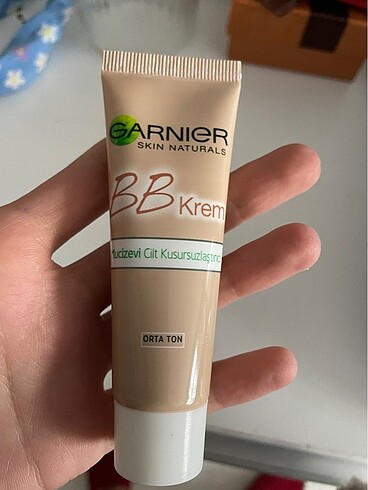 GARNIER
SKIN NATURALS
BB Krem
Mucizevi Cilt Kusursuzlaştırıcı
ORTA TON